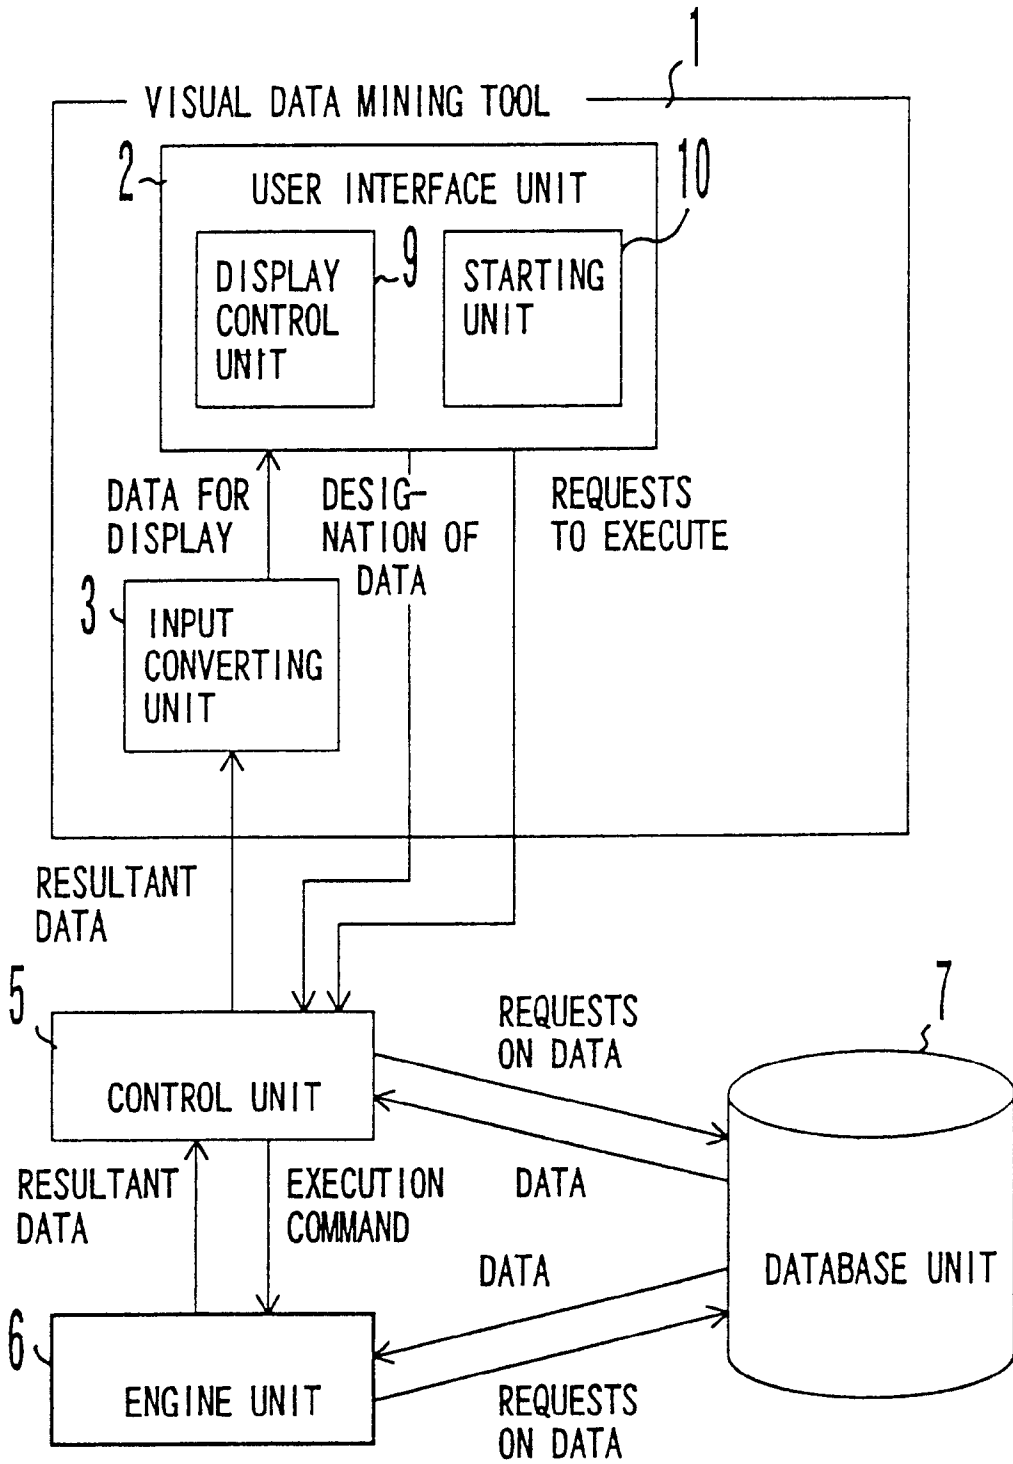 1
VISUAL DATA MINING TOOL
2
USER INTERFACE UNIT
10
DISPLAY
CONTROL
UNIT
9
STARTING
UNIT
DATA FOR
DISPLAY
DESIG-
NATION OF
DATA
REQUESTS
TO EXECUTE
3
INPUT
CONVERTING
UNIT
RESULTANT
DATA
5
CONTROL UNIT
REQUESTS
ON DATA
7
RESULTANT
DATA
EXECUTION
COMMAND
DATA
DATA
DATABASE UNIT
6
ENGINE UNIT
REQUESTS
ON DATA